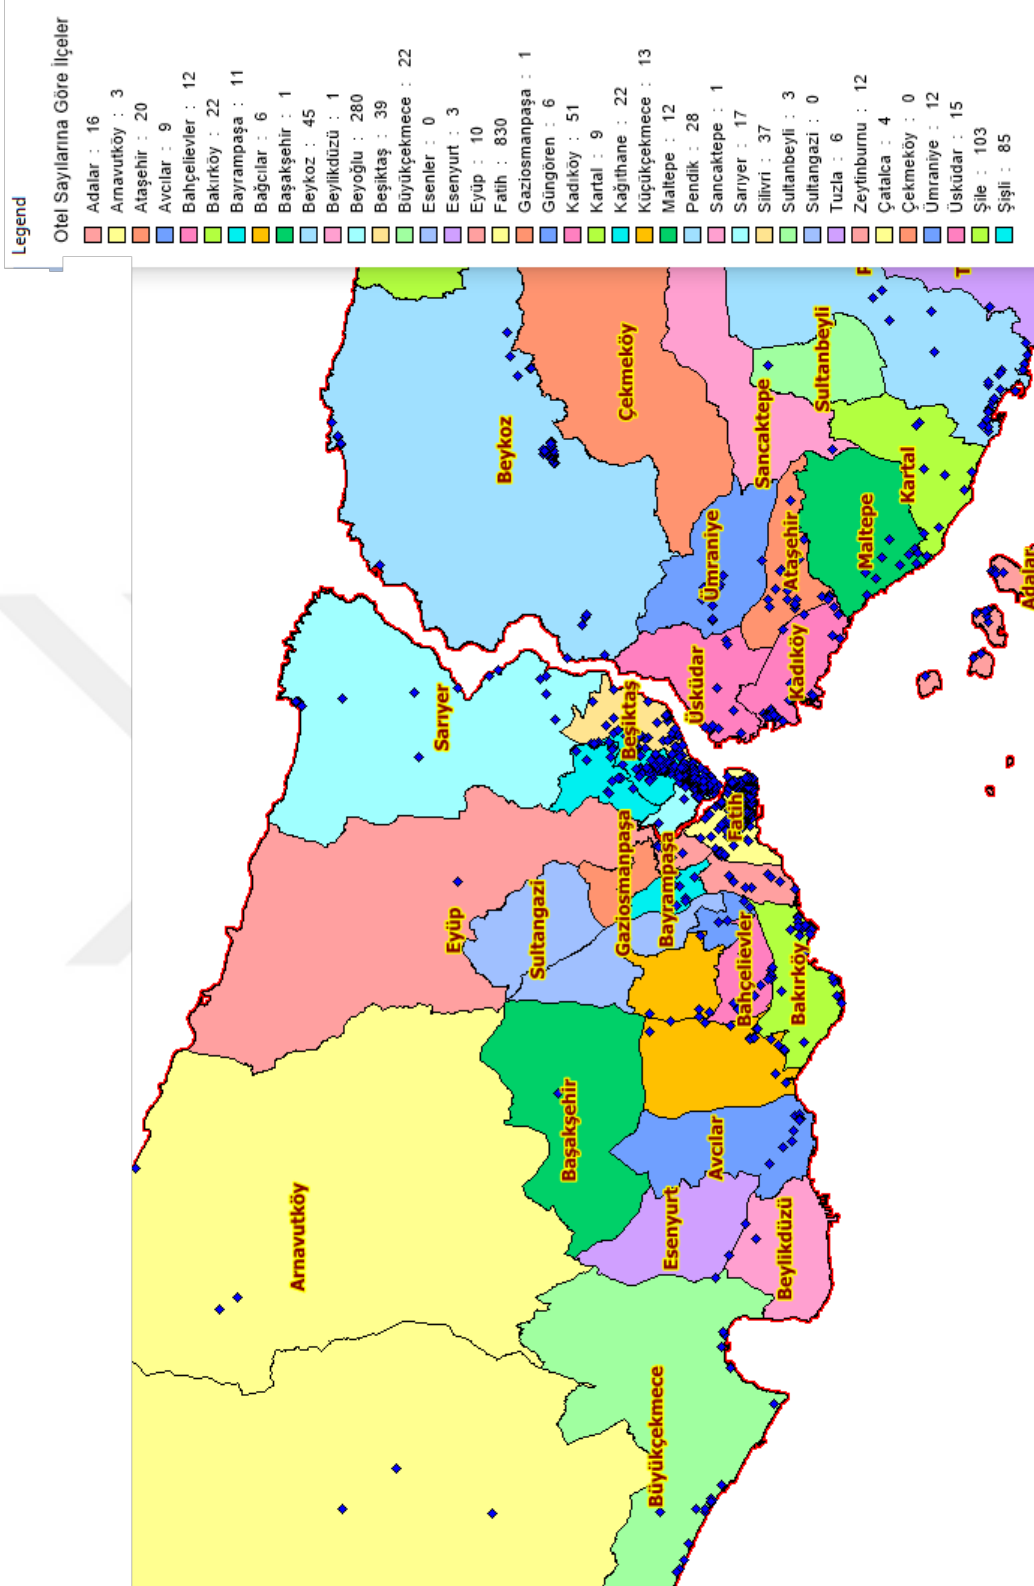 Legend
Otel Sayılarına Göre İlçeler
Adalar : 16
Arnavutköy : 3
Ataşehir : 20
Avcılar : 9
Bahçelievler : 12
Bakırköy : 22
Bayrampaşa : 11
Bağcılar : 6
Başakşehir : 1
Beykoz : 45
Beylikdüzü : 1
Beyoğlu : 280
Beşiktaş : 39
Büyükçekmece : 22
Esenler : 0
Esenyurt : 3
Eyüp : 10
Fatih : 830
Gaziosmanpaşa : 1
Güngören : 6
Kadıköy : 51
Kartal : 9
Kağıthane : 22
Küçükçekmece : 13
Maltepe : 12
Pendik : 28
Sancaktepe : 1
Sarıyer : 17
Silivri : 37
Sultanbeyli : 3
Sultangazi : 0
Tuzla : 6
Zeytinburnu : 12
Çatalca : 4
Çekmeköy : 0
Ümraniye : 12
Üsküdar : 15
Şile : 103
Şişli : 85
Arnavutköy
Eyüp
Sarıyer
Beykoz
Çekmeköy
Sultangazi
Başakşehir
Gaziosmanpaşa
Beşiktaş
Bayrampaşa
Üsküdar
Ümraniye
Sancaktepe
Sultanbeyli
Büyükçekmece
Esenyurt
Avcılar
Beylikdüzü
Bahçelievler
Bakırköy
Fatih
Kadıköy
Ataşehir
Maltepe
Kartal
P
T
Adalar